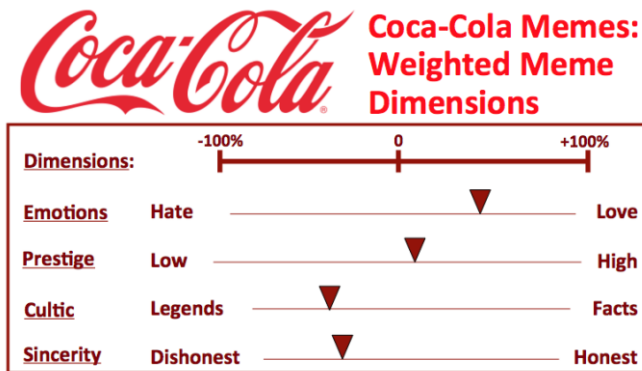 Coca-Cola®
Coca-Cola Memes:
Weighted Meme
Dimensions
-100% 0 +100%
Dimensions:
Emotions Hate Love
Prestige Low High
Cultic Legends Facts
Sincerity Dishonest Honest